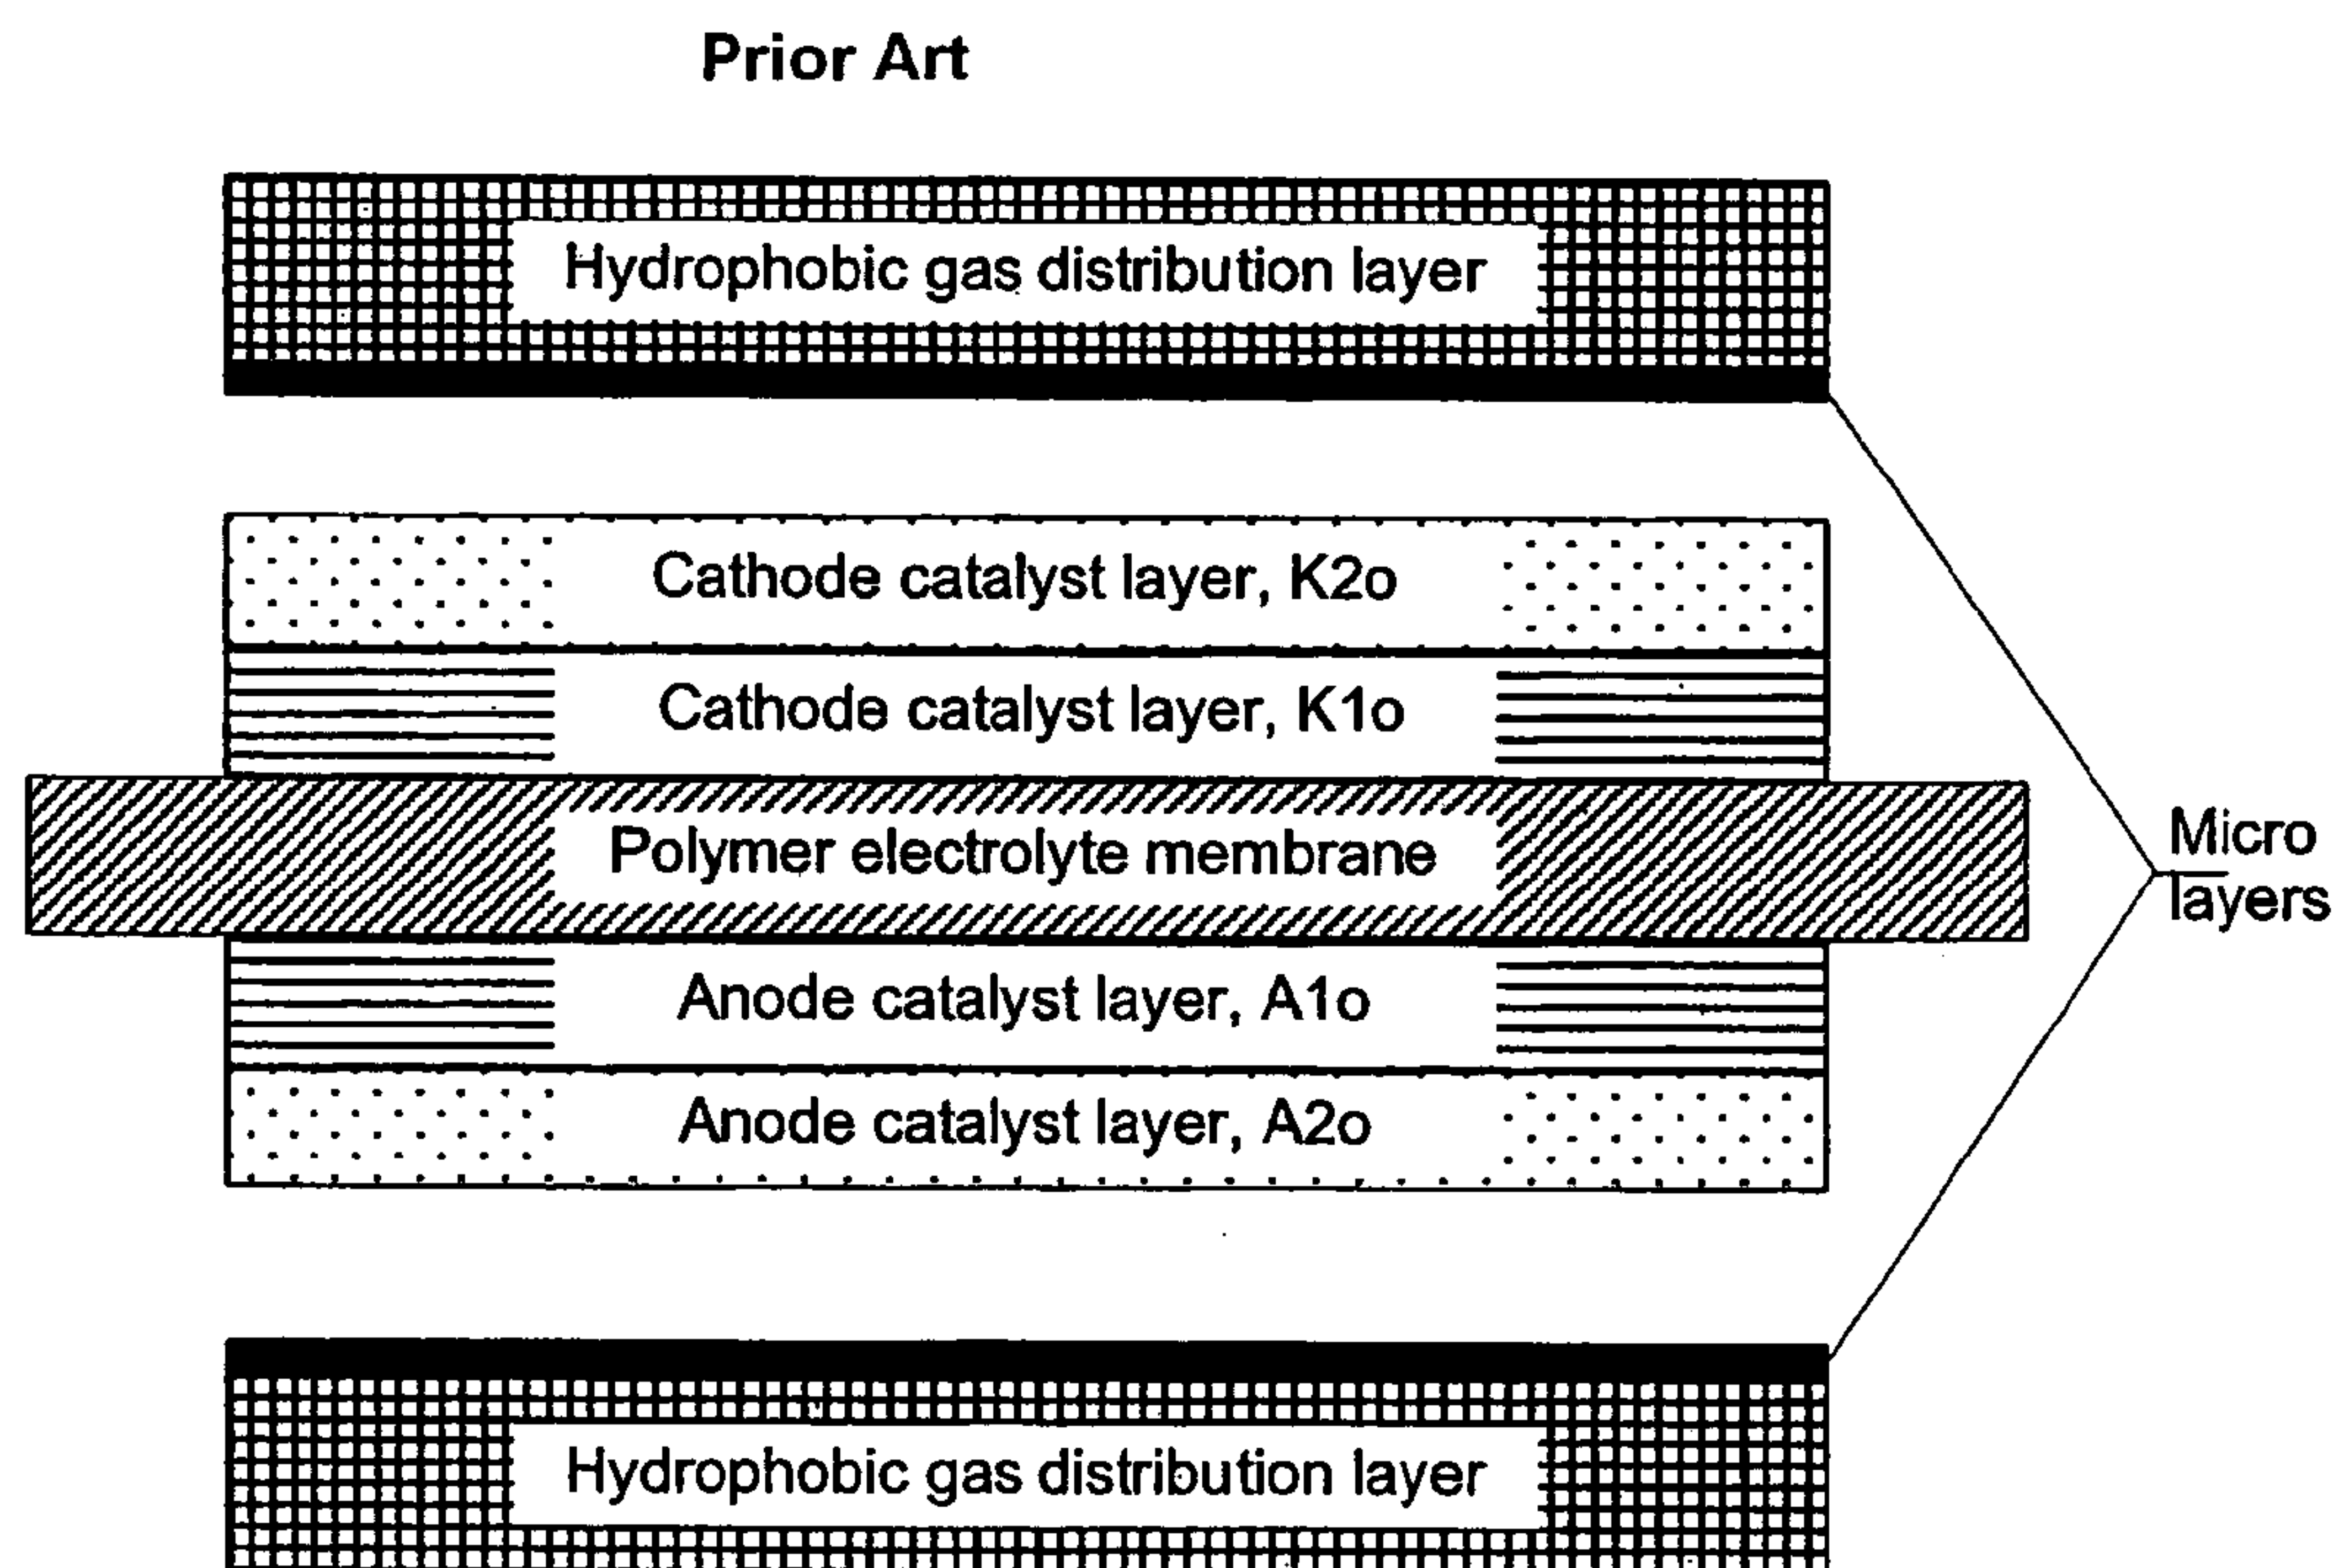 Prior Art
Hydrophobic gas distribution layer
Cathode catalyst layer, K2o
Cathode catalyst layer, K1o
Polymer electrolyte membrane
Micro
layers
Anode catalyst layer, A1o
Anode catalyst layer, A2o
Hydrophobic gas distribution layer